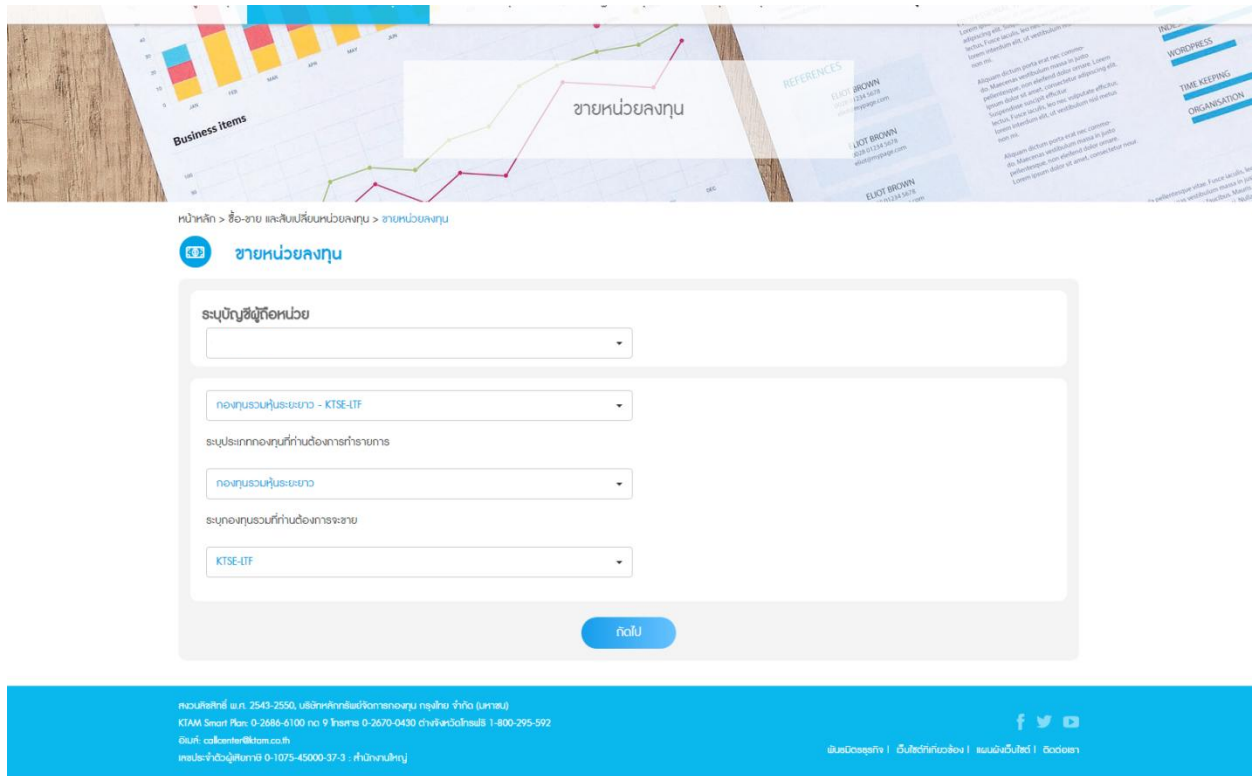 Business items
JAN
FEB
MAR
APR
MAY
JUN
DEC
REFERENCES
ELIOT BROWN
ELIOT BROWN
ELIOT BROWN
WORDPRESS
TIME KEEPING
ORGANISATION
ขายหน่วยลงทุน
หน้าหลัก > ซื้อ-ขาย และสับเปลี่ยนหน่วยลงทุน > ขายหน่วยลงทุน
ขายหน่วยลงทุน
ระบุบัญชีผู้ถือหน่วย
กองทุนรวมหุ้นระยะยาว - KTSE-LTF
ระบุประเภทกองทุนที่ท่านต้องการทำรายการ
กองทุนรวมหุ้นระยะยาว
ระบุกองทุนรวมที่ท่านต้องการจะขาย
KTSE-LTF
ถัดไป
สงวนลิขสิทธิ์ พ.ศ. 2543-2550, บริษัทหลักทรัพย์จัดการกองทุน กรุงไทย จำกัด (มหาชน)
KTAM Smart Plan: 0-2686-6100 กด 9 โทรสาร 0-2670-0430 ต่างจังหวัดโทรฟรี 1-800-295-592
อีเมล์: callcenter@ktam.co.th
เลขประจำตัวผู้เสียภาษี 0-1075-45000-37-3 : สำนักงานใหญ่
พันธมิตรธุรกิจ | เว็บไซต์ที่เกี่ยวข้อง | แผนผังเว็บไซต์ | ติดต่อเรา